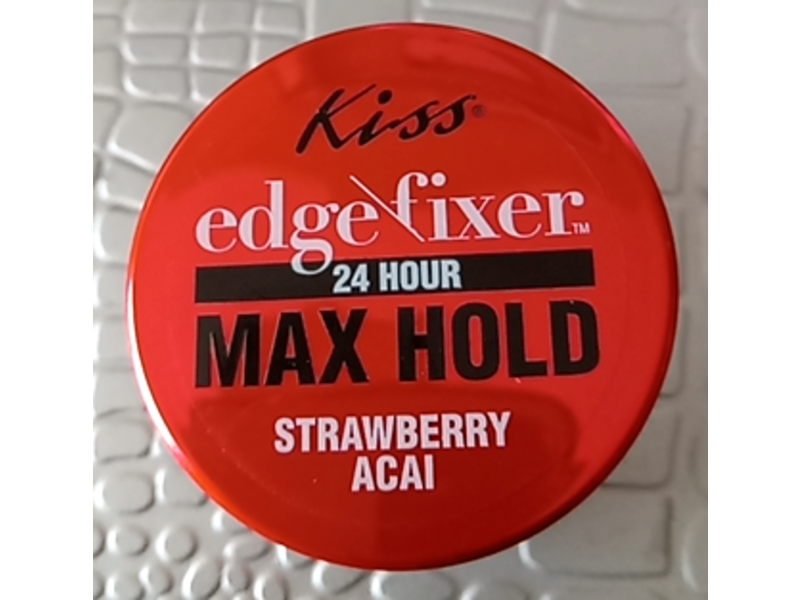 Kiss®
edge fixer™
24 HOUR
MAX HOLD
STRAWBERRY
ACAI